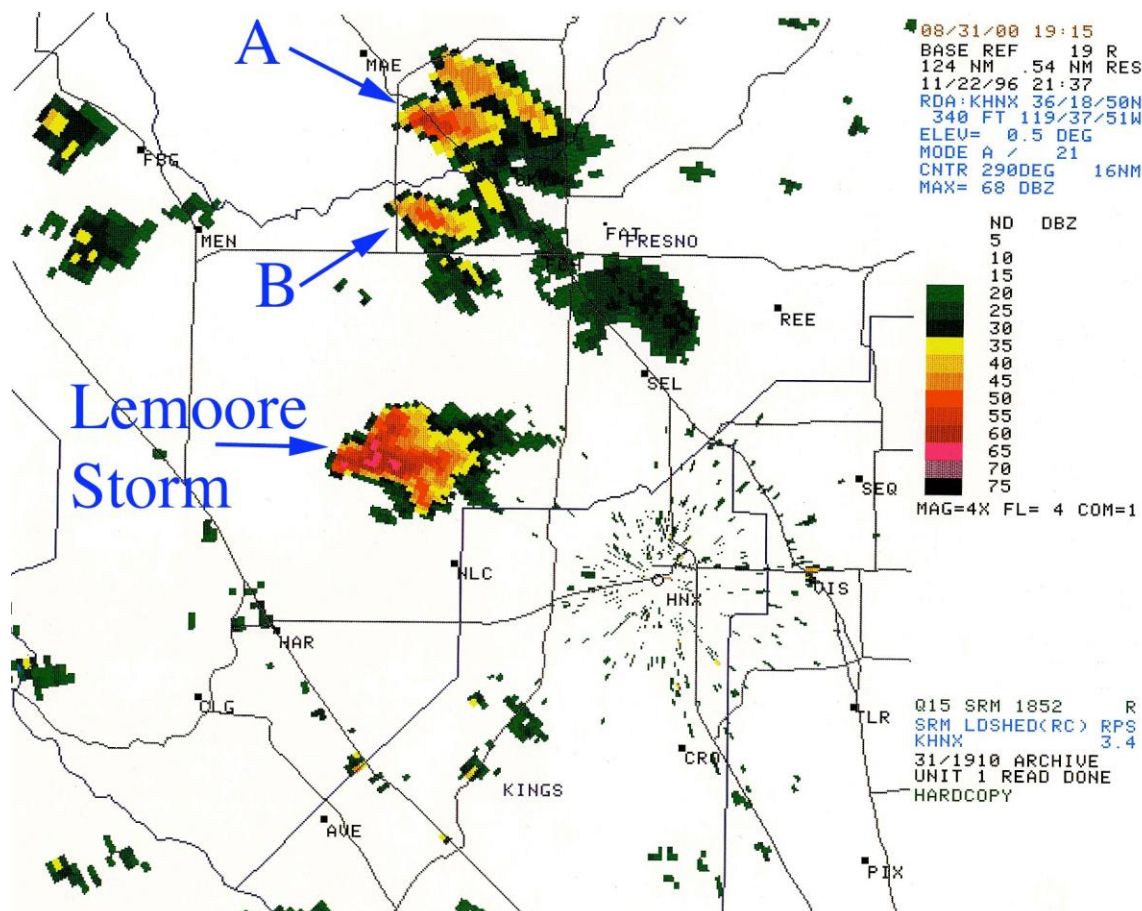 A
MAE
FBG
MEN
B
FAT
FRESNO
REE
SEL
Lemoore
Storm
SEQ
NLC
HNX
VIS
HAR
CLG
TLR
CRO
KINGS
AVE
PIX
08/31/00 19:15
BASE REF 19 R
124 NM .54 NM RES
11/22/96 21:37
RDA:KHNX 36/18/50N
340 FT 119/37/51W
ELEV= 0.5 DEG
MODE A / 21
CNTR 290DEG 16NM
MAX= 68 DBZ
ND DBZ
5
10
15
20
25
30
35
40
45
50
55
60
65
70
75
MAG=4X FL= 4 COM=1
Q15 SRM 1852 R
SRM LDSHED(RC) RPS
KHNX 3.4
31/1910 ARCHIVE
UNIT 1 READ DONE
HARDCOPY